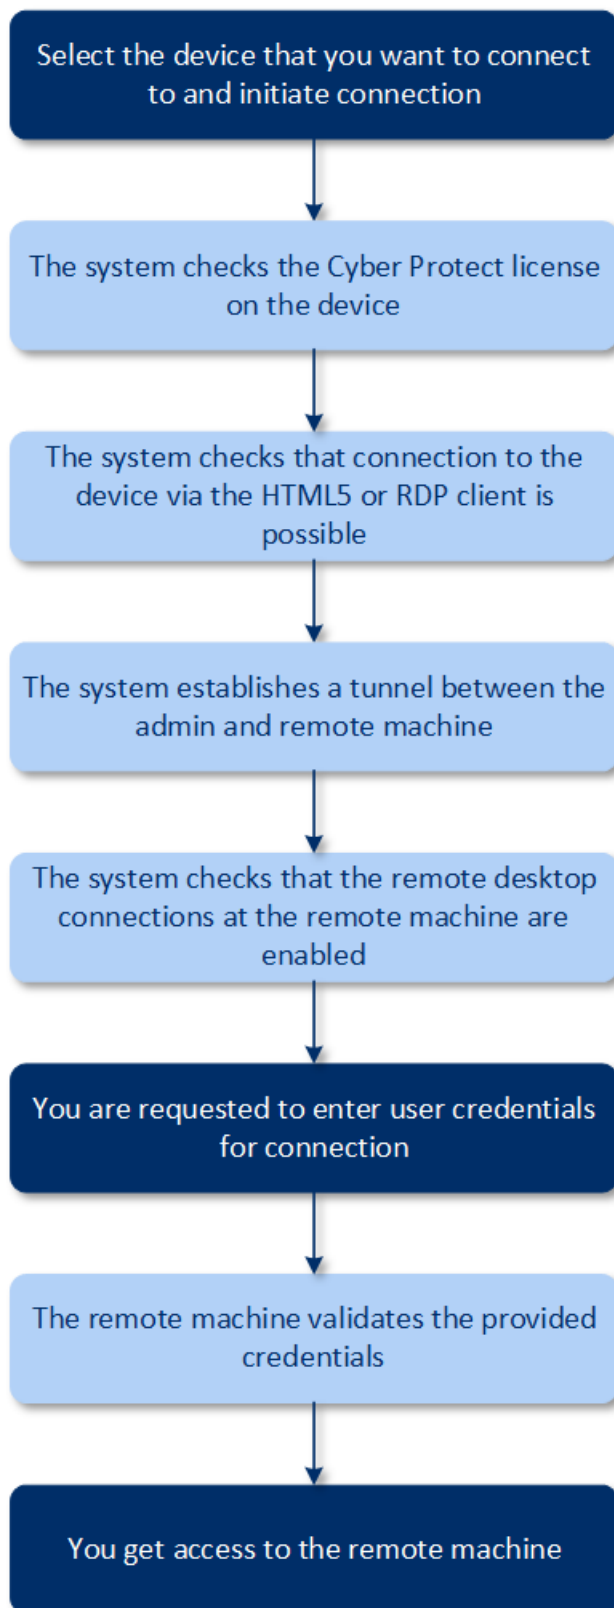 Select the device that you want to connect
to and initiate connection
The system checks the Cyber Protect license
on the device
The system checks that connection to the
device via the HTML5 or RDP client is
possible
The system establishes a tunnel between the
admin and remote machine
The system checks that the remote desktop
connections at the remote machine are
enabled
You are requested to enter user credentials
for connection
The remote machine validates the provided
credentials
You get access to the remote machine